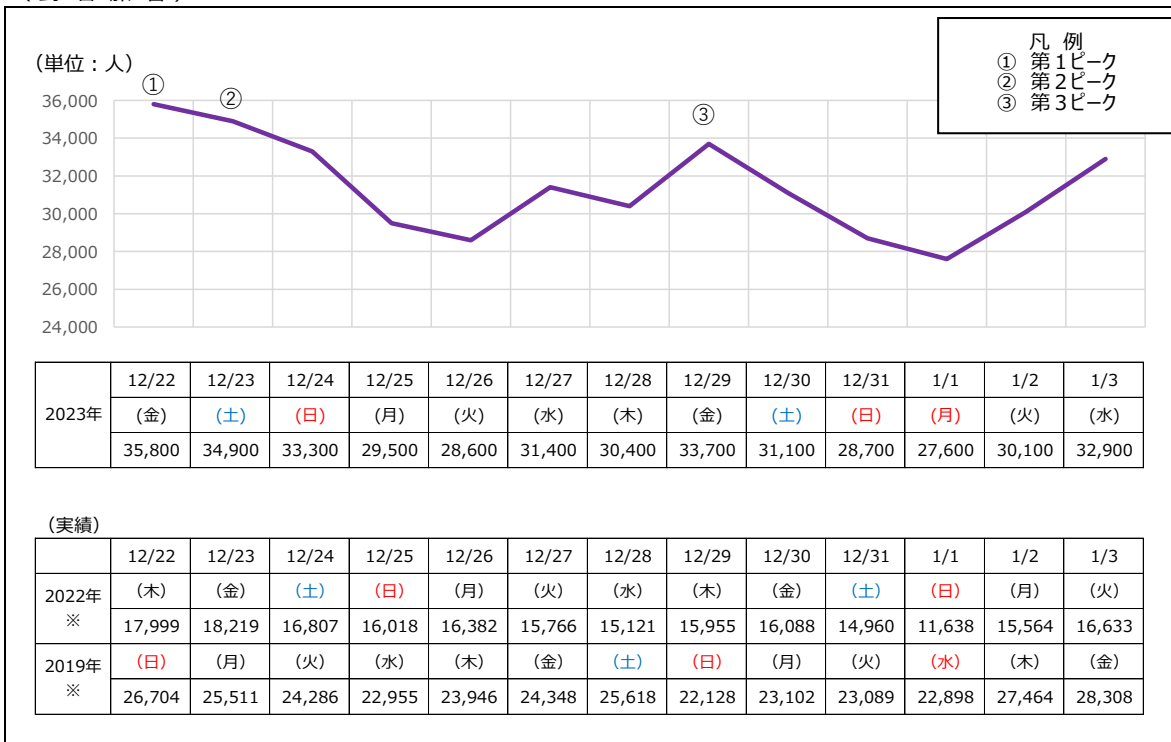 凡 例
① 第1ピーク
② 第2ピーク
③ 第3ピーク
(単位:人)
① ② ③
36,000
34,000
32,000
30,000
28,000
26,000
24,000
12/22 12/23 12/24 12/25 12/26 12/27 12/28 12/29 12/30 12/31 1/1 1/2 1/3
2023年 (金) (土) (日) (月) (火) (水) (木) (金) (土) (日) (月) (火) (水)
35,800 34,900 33,300 29,500 28,600 31,400 30,400 33,700 31,100 28,700 27,600 30,100 32,900
(実績)
12/22 12/23 12/24 12/25 12/26 12/27 12/28 12/29 12/30 12/31 1/1 1/2 1/3
2022年※ (木) (金) (土) (日) (月) (火) (水) (木) (金) (土) (日) (月) (火)
17,999 18,219 16,807 16,018 16,382 15,766 15,121 15,955 16,088 14,960 11,638 15,564 16,633
2019年※ (日) (月) (火) (水) (木) (金) (土) (日) (月) (火) (水) (木) (金)
26,704 25,511 24,286 22,955 23,946 24,348 25,618 22,128 23,102 23,089 22,898 27,464 28,308